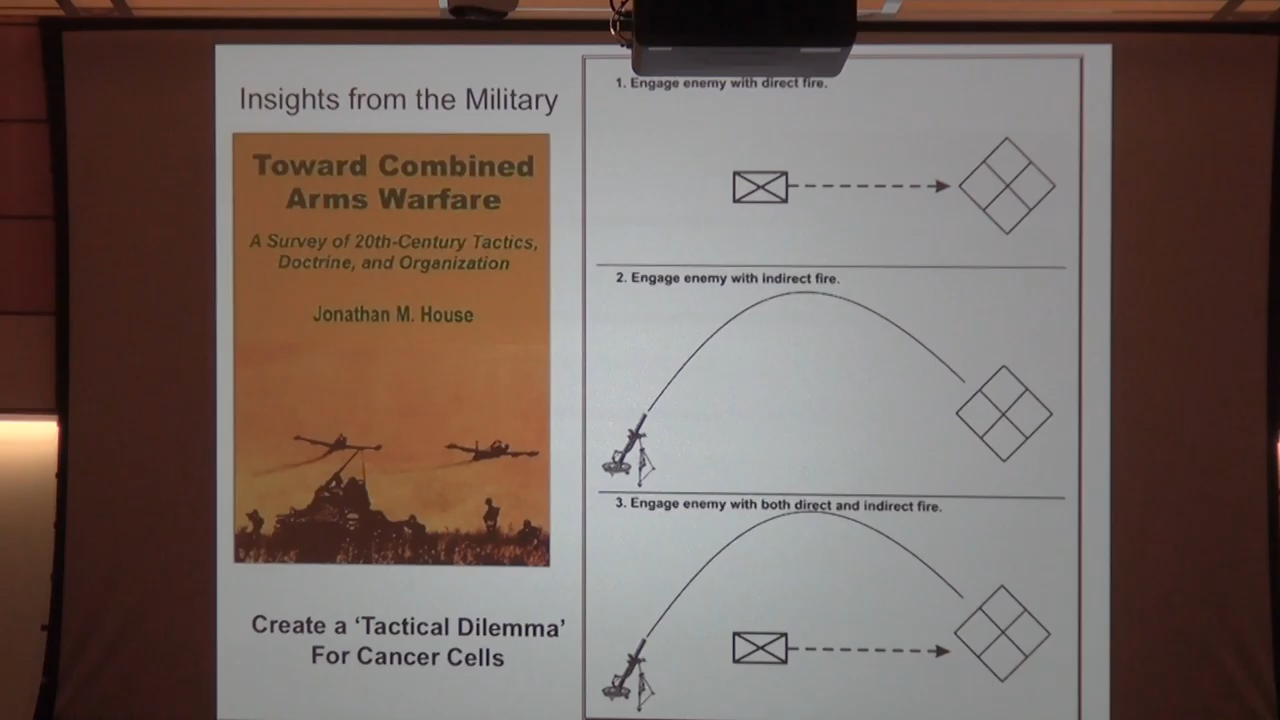 Insights from the Military
Toward Combined
Arms Warfare
A Survey of 20th-Century Tactics,
Doctrine, and Organization
Jonathan M. House
Create a ‘Tactical Dilemma’
For Cancer Cells
1. Engage enemy with direct fire.
2. Engage enemy with indirect fire.
3. Engage enemy with both direct and indirect fire.